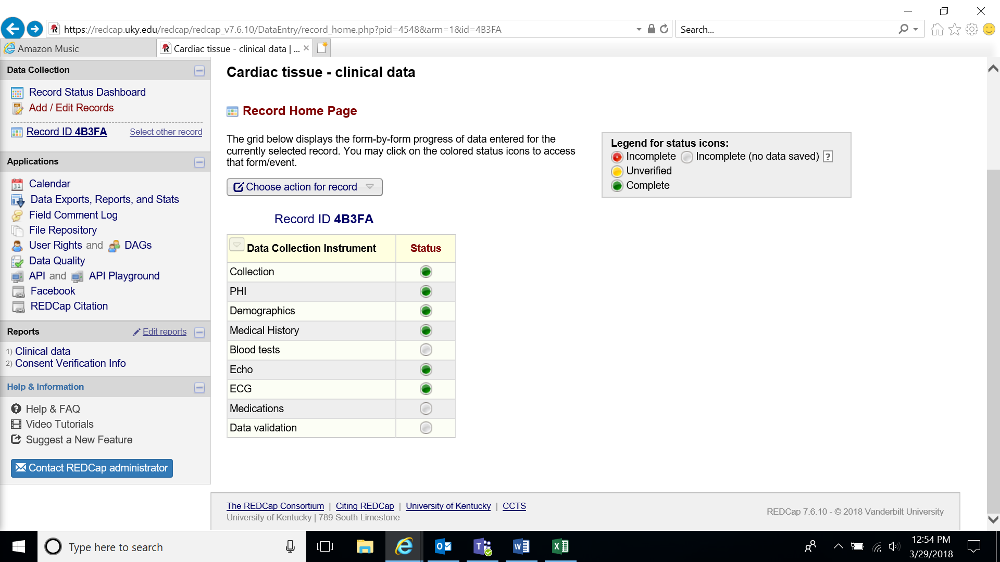 https://redcap.uky.edu/redcap/redcap_v7.6.10/DataEntry/record_home.php?pid=4548&arm=1&id=4B3FA
Search...
Amazon Music
Cardiac tissue - clinical data | ...
Data Collection
Record Status Dashboard
Add / Edit Records
Record ID 4B3FA Select other record
Applications
31 Calendar
Data Exports, Reports, and Stats
Field Comment Log
File Repository
User Rights and DAGs
Data Quality
API and API Playground
Facebook
REDCap Citation
Reports Edit reports
1) Clinical data
2) Consent Verification Info
Help & Information
Help & FAQ
Video Tutorials
Suggest a New Feature
Contact REDCap administrator
Cardiac tissue - clinical data
Record Home Page
The grid below displays the form-by-form progress of data entered for the
currently selected record. You may click on the colored status icons to access
that form/event.
Legend for status icons:
Incomplete Incomplete (no data saved) ?
Unverified
Complete
Choose action for record
Record ID 4B3FA
Data Collection Instrument Status
Collection
PHI
Demographics
Medical History
Blood tests
Echo
ECG
Medications
Data validation
The REDCap Consortium | Citing REDCap | University of Kentucky | CCTS
University of Kentucky | 789 South Limestone
REDCap 7.6.10 - © 2018 Vanderbilt University
Type here to search
12:54 PM
3/29/2018